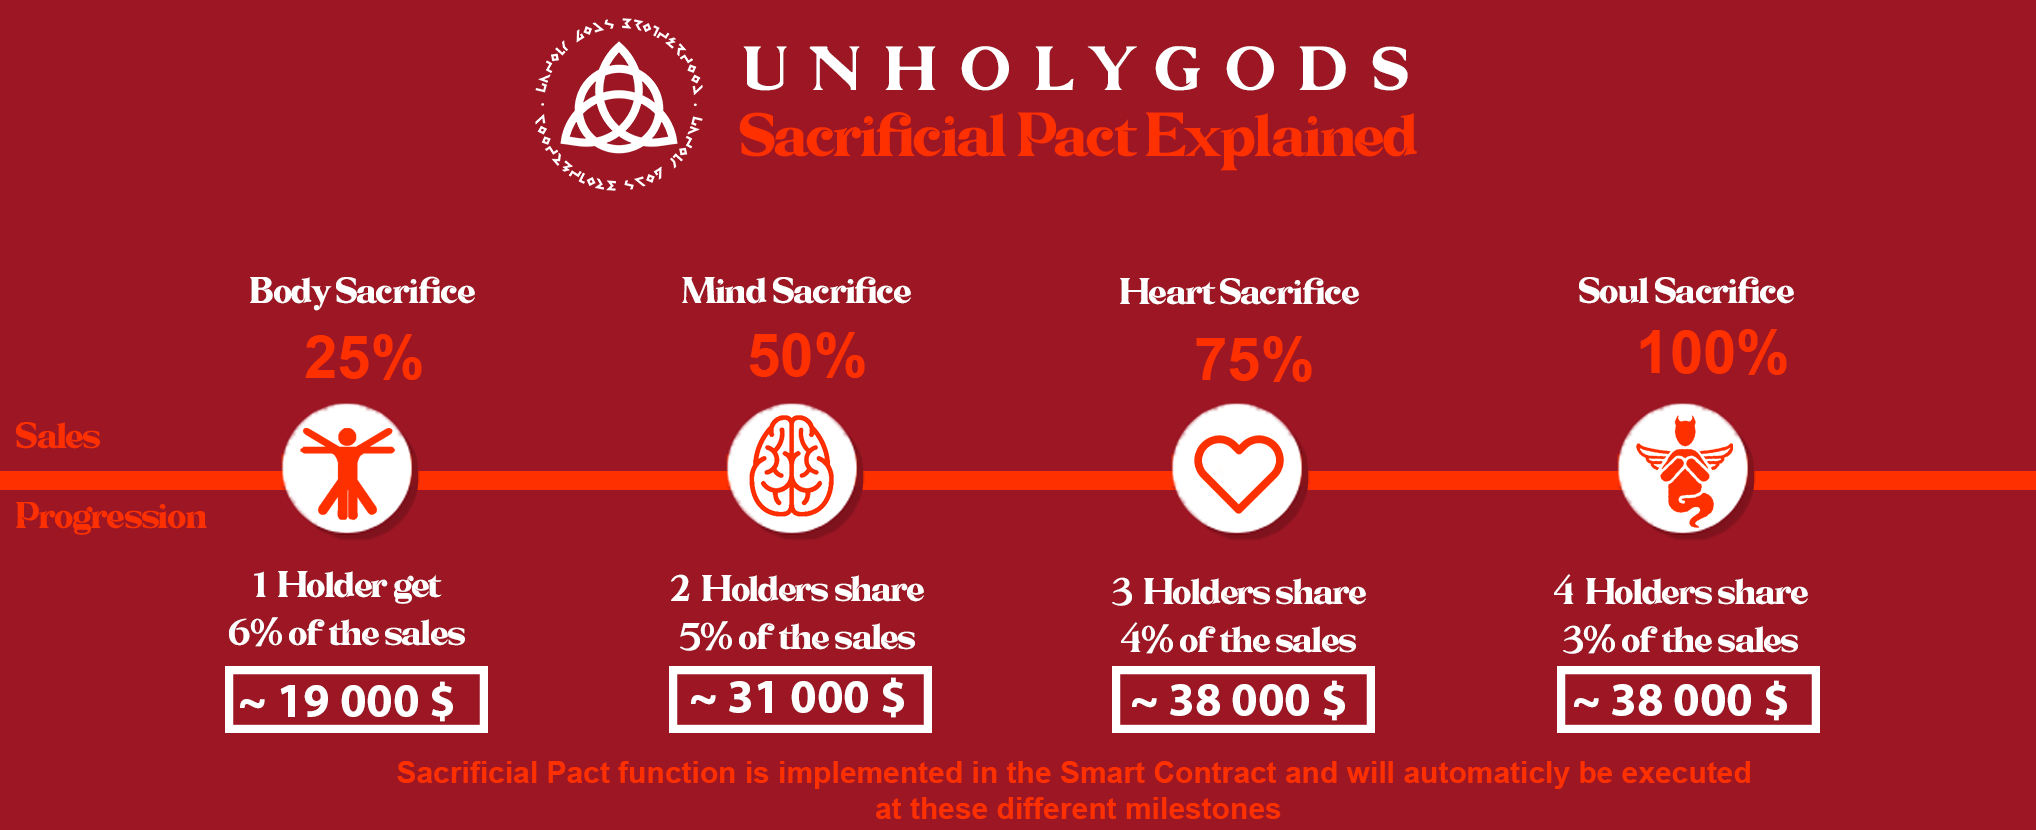 UNHOLYGODS
Sacrificial Pact Explained
Body Sacrifice
25%
Mind Sacrifice
50%
Heart Sacrifice
75%
Soul Sacrifice
100%
Sales
Progression
1 Holder get
6% of the sales
~ 19 000 $
2 Holders share
5% of the sales
~ 31 000 $
3 Holders share
4% of the sales
~ 38 000 $
4 Holders share
3% of the sales
~ 38 000 $
Sacrificial Pact function is implemented in the Smart Contract and will automaticly be executed
at these different milestones